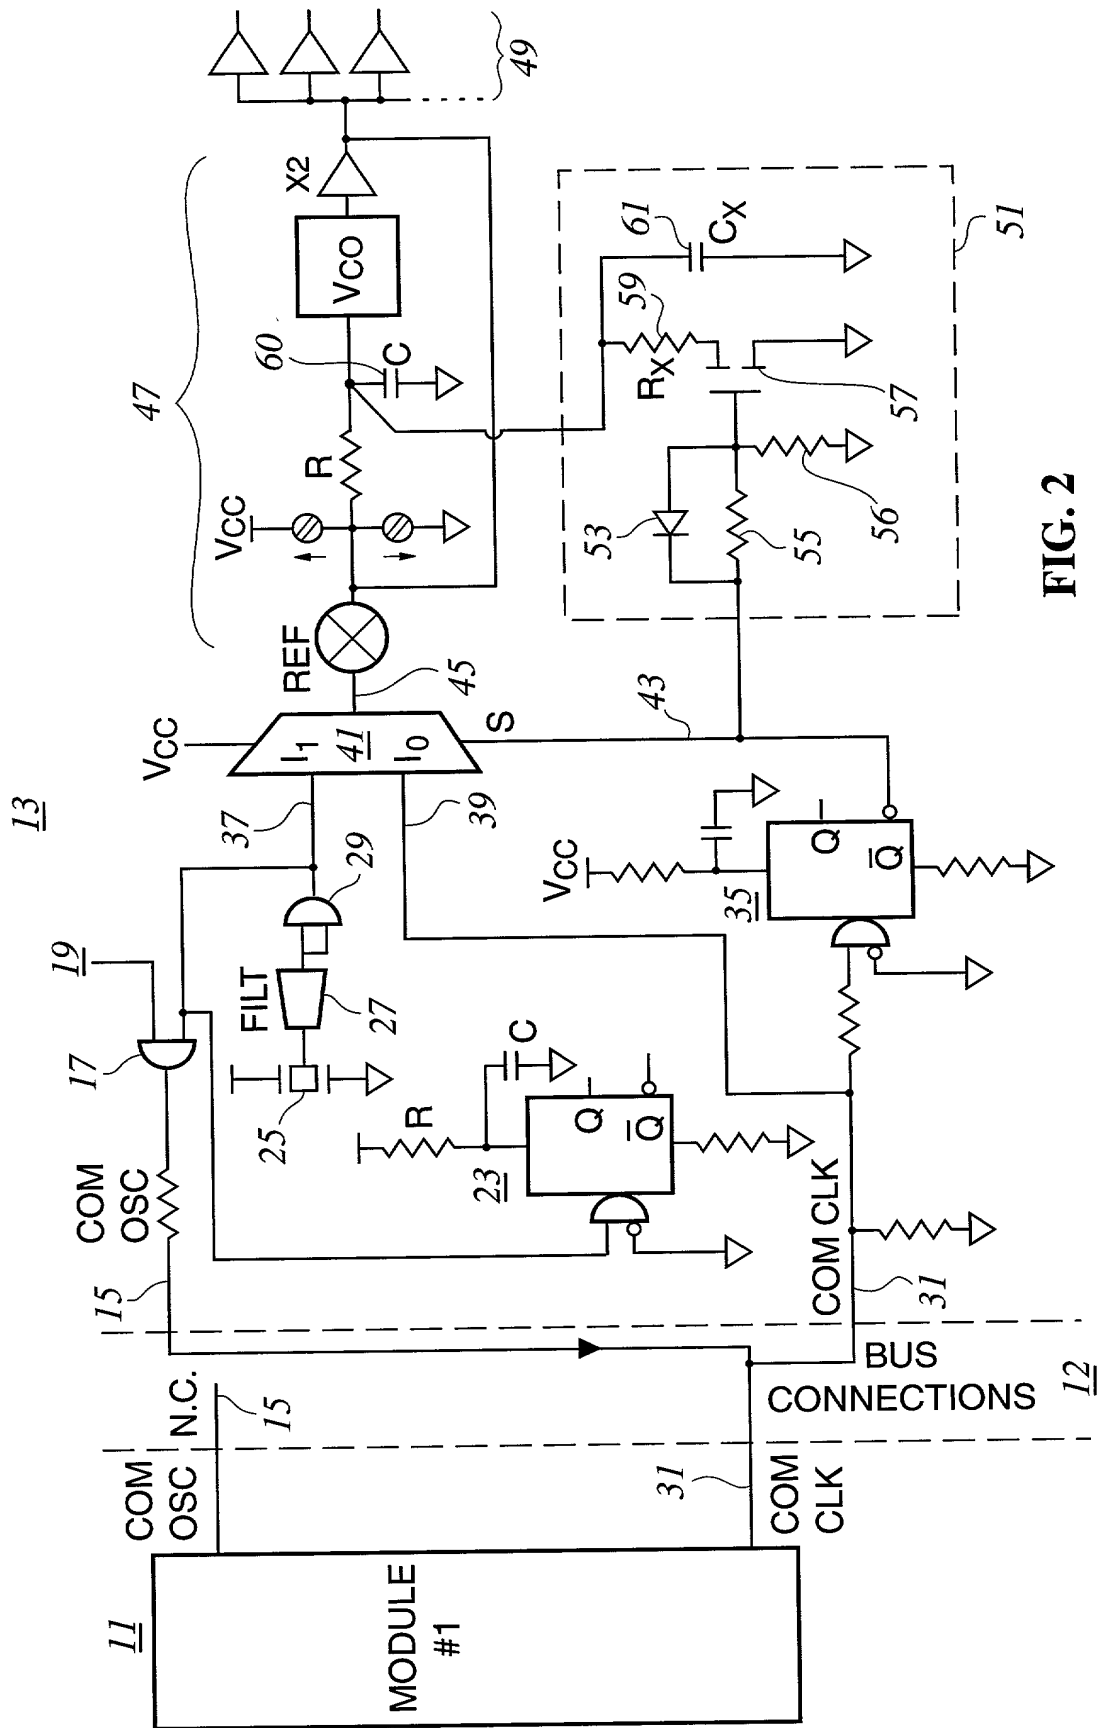 13
47
49
VCC
REF
R
60
C
VCO
X2
VCC
I1
41
I0
S
45
37
39
43
19
17
29
FILT
27
25
COM
OSC
15
R
C
23
Q
Q̅
VCC
35
Q
Q̅
53
55
56
57
RX
59
61
CX
51
COM CLK
31
BUS
CONNECTIONS
12
N.C.
15
COM
OSC
31
COM
CLK
11
MODULE
#1
FIG. 2